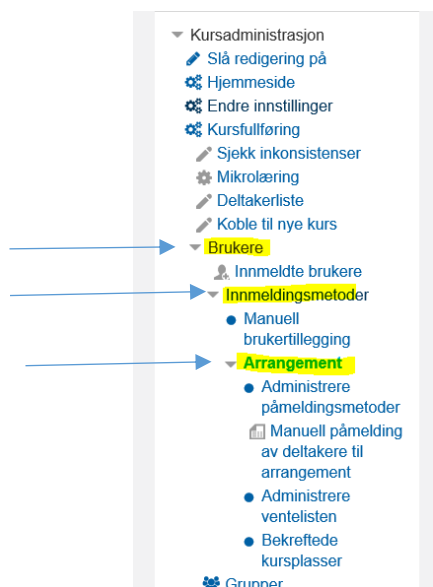 Kursadministrasjon
Slå redigering på
Hjemmeside
Endre innstillinger
Kursfullføring
Sjekk inkonsistenser
Mikrolæring
Deltakerliste
Koble til nye kurs
Brukere
Innmeldte brukere
Innmeldingsmetoder
Manuell
brukertillegging
Arrangement
Administrere
påmeldingsmetoder
Manuell påmelding
av deltakere til
arrangement
Administrere
ventelisten
Bekreftede
kursplasser
Grupper